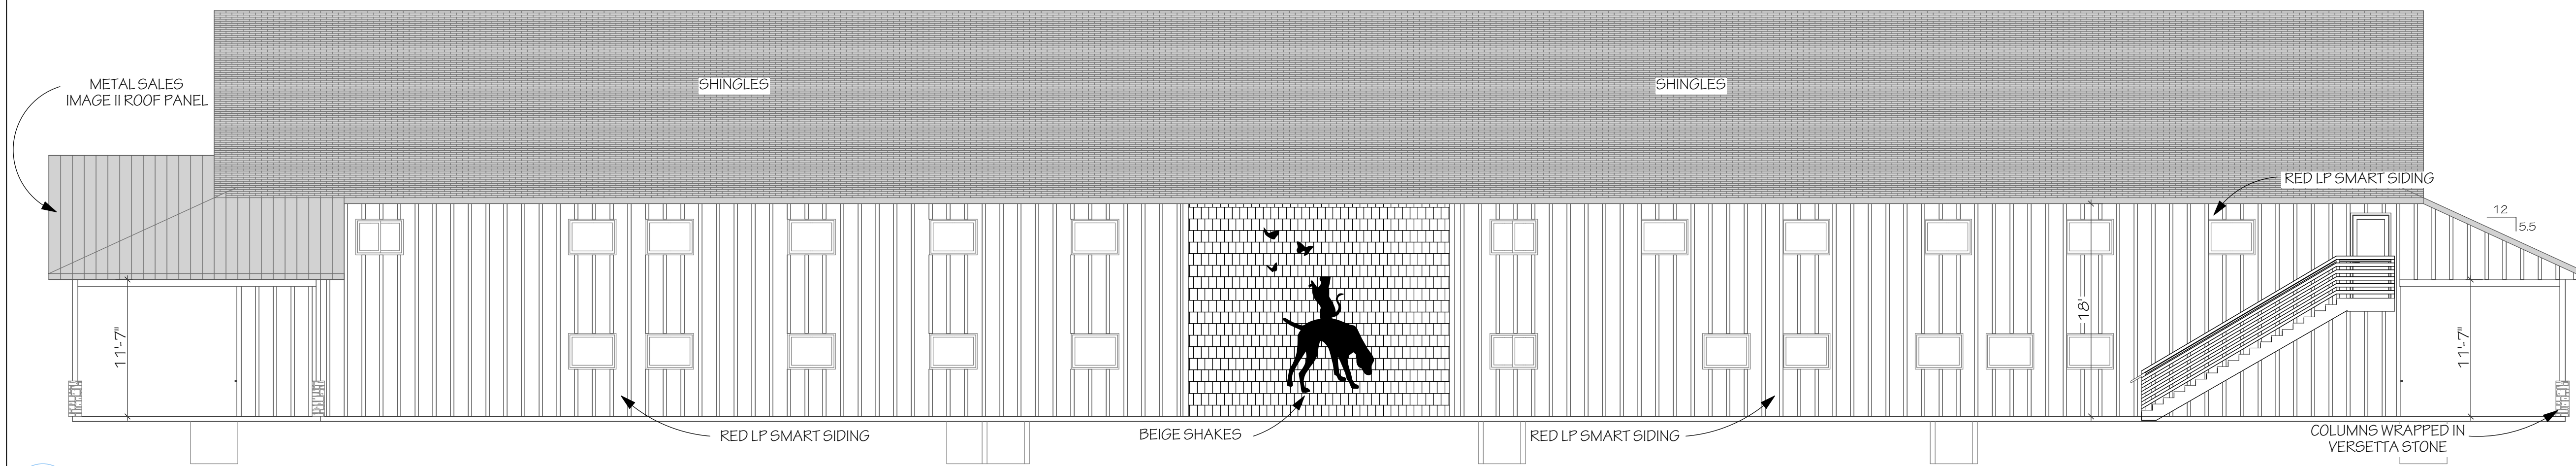 METAL SALES
IMAGE II ROOF PANEL
SHINGLES
SHINGLES
RED LP SMART SIDING
12
5.5
11'-7"
18'
11'-7"
RED LP SMART SIDING
BEIGE SHAKES
RED LP SMART SIDING
COLUMNS WRAPPED IN
VERSETTA STONE